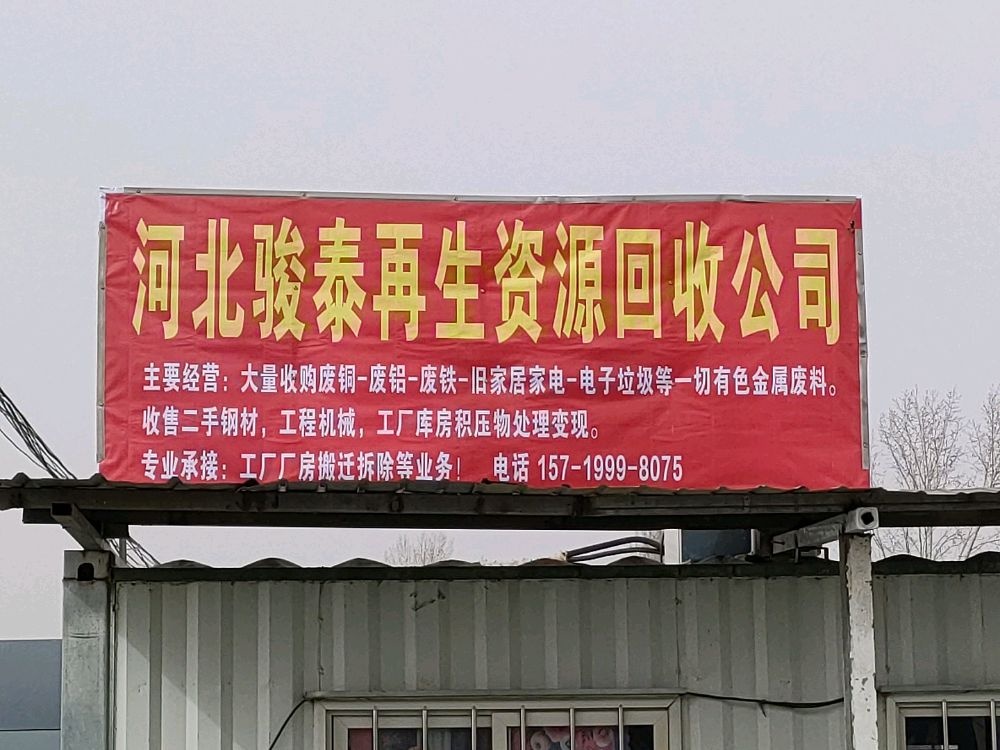 河北骏泰再生资源回收公司
主要经营：大量收购废铜-废铝-废铁-旧家居家电-电子垃圾等一切有色金属废料。
收售二手钢材，工程机械，工厂库房积压物处理变现。
专业承接：工厂厂房搬迁拆除等业务！ 电话 157-1999-8075